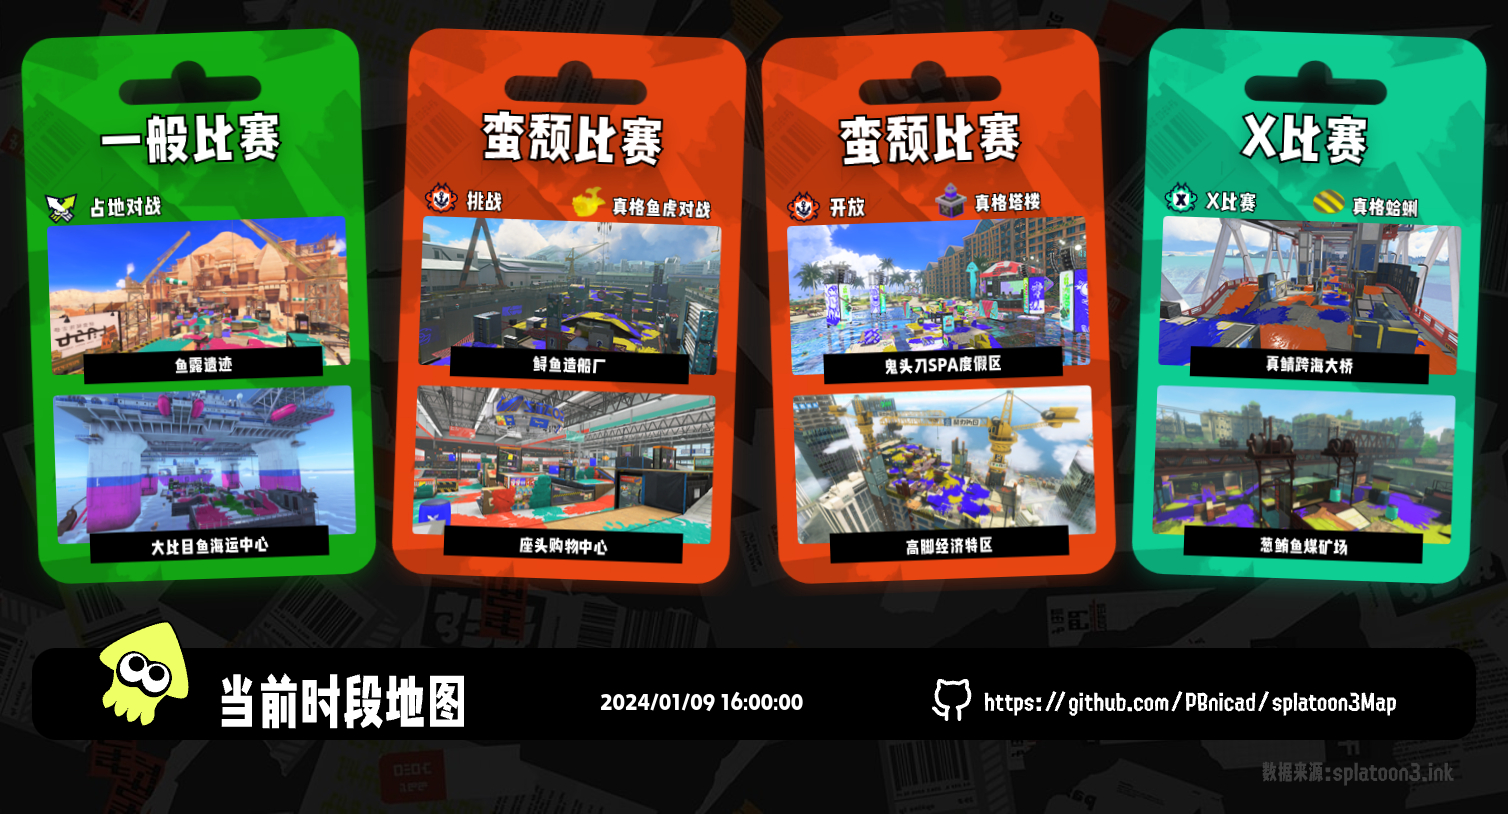 一般比赛
占地对战
鱼露遗迹
大比目鱼海运中心
蛮颓比赛
挑战
真格鱼虎对战
鲟鱼造船厂
座头购物中心
蛮颓比赛
开放
真格塔楼
鬼头刀SPA度假区
高脚经济特区
X比赛
X比赛
真格蛤蜊
真鲭跨海大桥
葱鲔鱼煤矿场
当前时段地图
2024/01/09 16:00:00
https://github.com/PBnicad/splatoon3Map
数据来源:splatoon3.ink